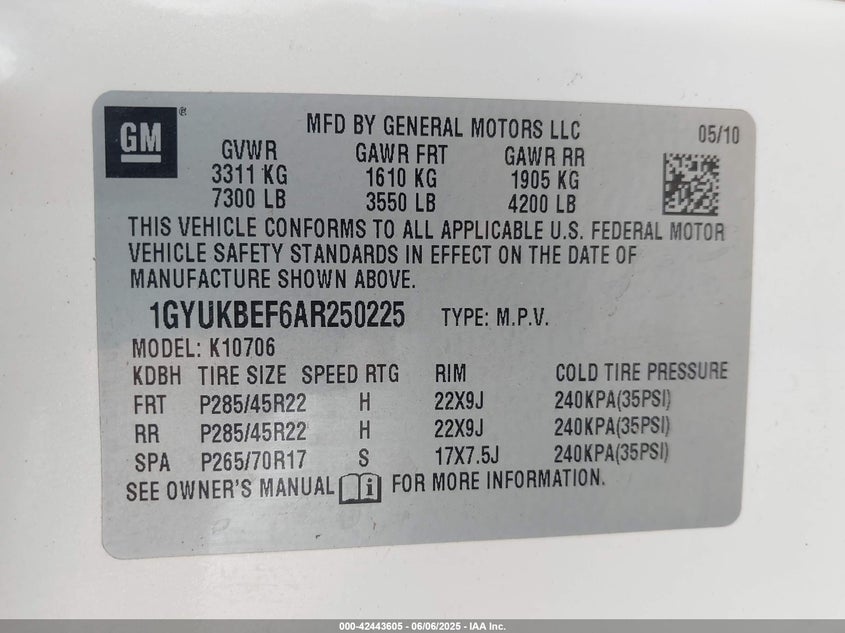 GM ®
MFD BY GENERAL MOTORS LLC 05/10
GVWR GAWR FRT GAWR RR
3311 KG 1610 KG 1905 KG
7300 LB 3550 LB 4200 LB
THIS VEHICLE CONFORMS TO ALL APPLICABLE U.S. FEDERAL MOTOR
VEHICLE SAFETY STANDARDS IN EFFECT ON THE DATE OF
MANUFACTURE SHOWN ABOVE.
1GYUKBEF6AR250225 TYPE: M.P.V.
MODEL: K10706
KDBH TIRE SIZE SPEED RTG RIM COLD TIRE PRESSURE
FRT P285/45R22 H 22X9J 240KPA(35PSI)
RR P285/45R22 H 22X9J 240KPA(35PSI)
SPA P265/70R17 S 17X7.5J 240KPA(35PSI)
SEE OWNER'S MANUAL i FOR MORE INFORMATION.
000-42443605 - 06/06/2025 - IAA Inc.